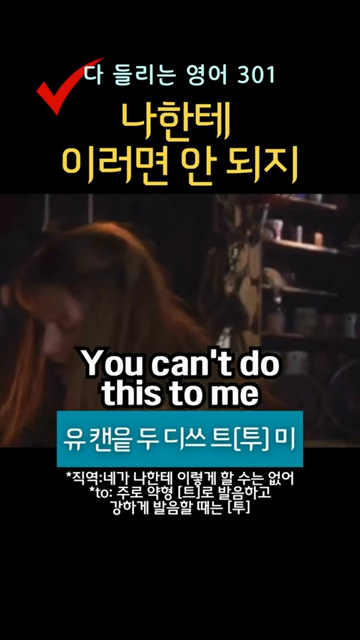 다 들리는 영어 301
나한테
이러면 안 되지
You can't do
this to me
유 캔읕 두 디쓰 트[투] 미
*직역:네가 나한테 이렇게 할 수는 없어
*to: 주로 약형 [트]로 발음하고
강하게 발음할 때는 [투]